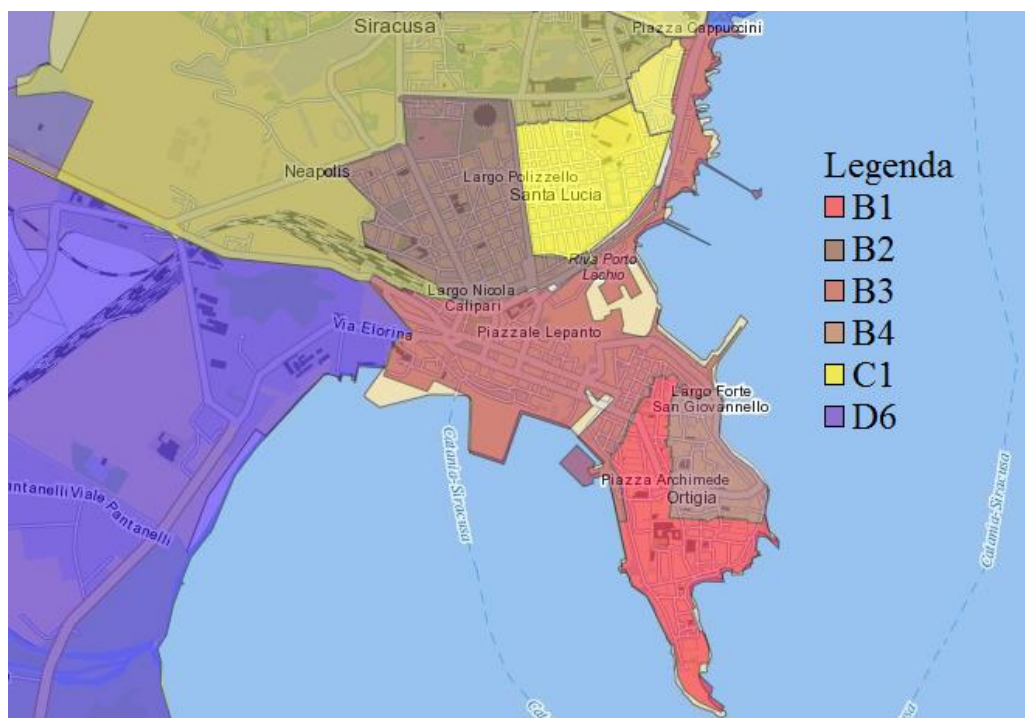 Siracusa
Piazza Cappuccini
Neapolis
Largo Polizzello
Santa Lucia
Riva Porto
Lachio
Largo Nicola
Calipari
Via Elorina
Piazzale Lepanto
Largo Forte
San Giovannello
Piazza Archimede
Ortigia
Viale Pantanelli
Catania-Siracusa
Catania-Siracusa
Legenda
B1
B2
B3
B4
C1
D6